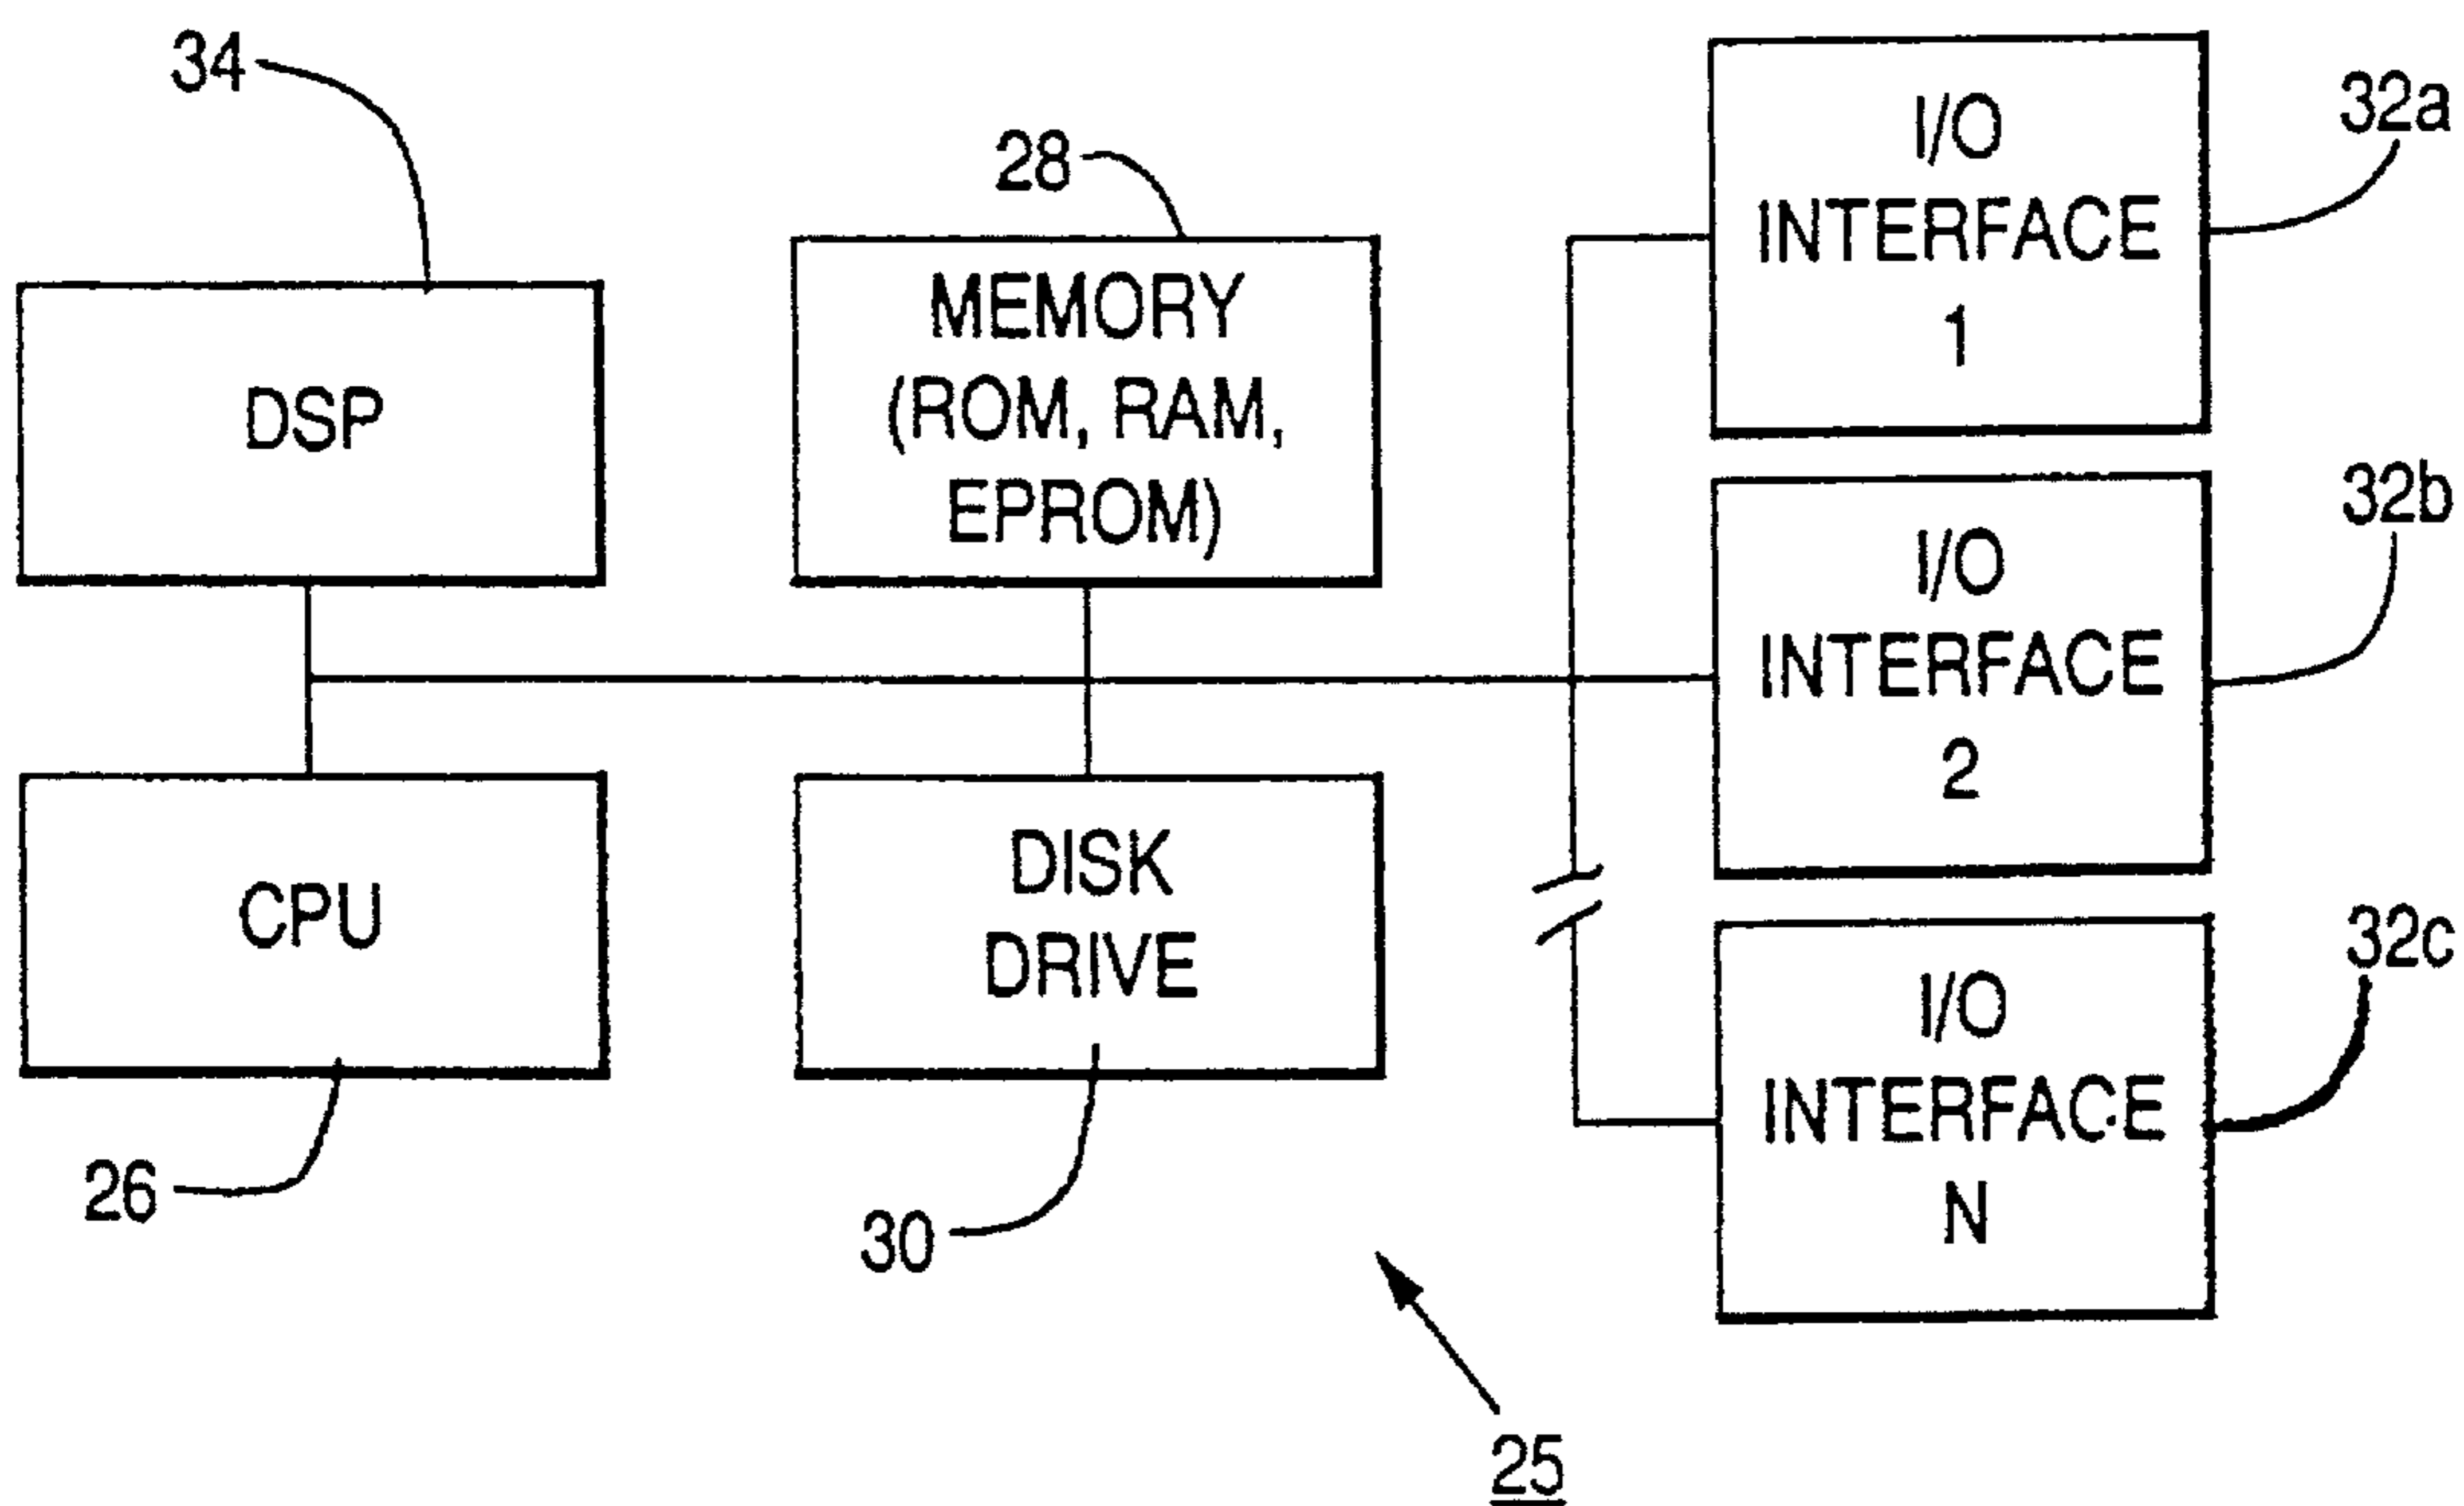 34
28
32a
I/O
INTERFACE
1
DSP
MEMORY
(ROM, RAM,
EPROM)
32b
I/O
INTERFACE
2
CPU
DISK
DRIVE
32c
I/O
INTERFACE
N
26
30
25